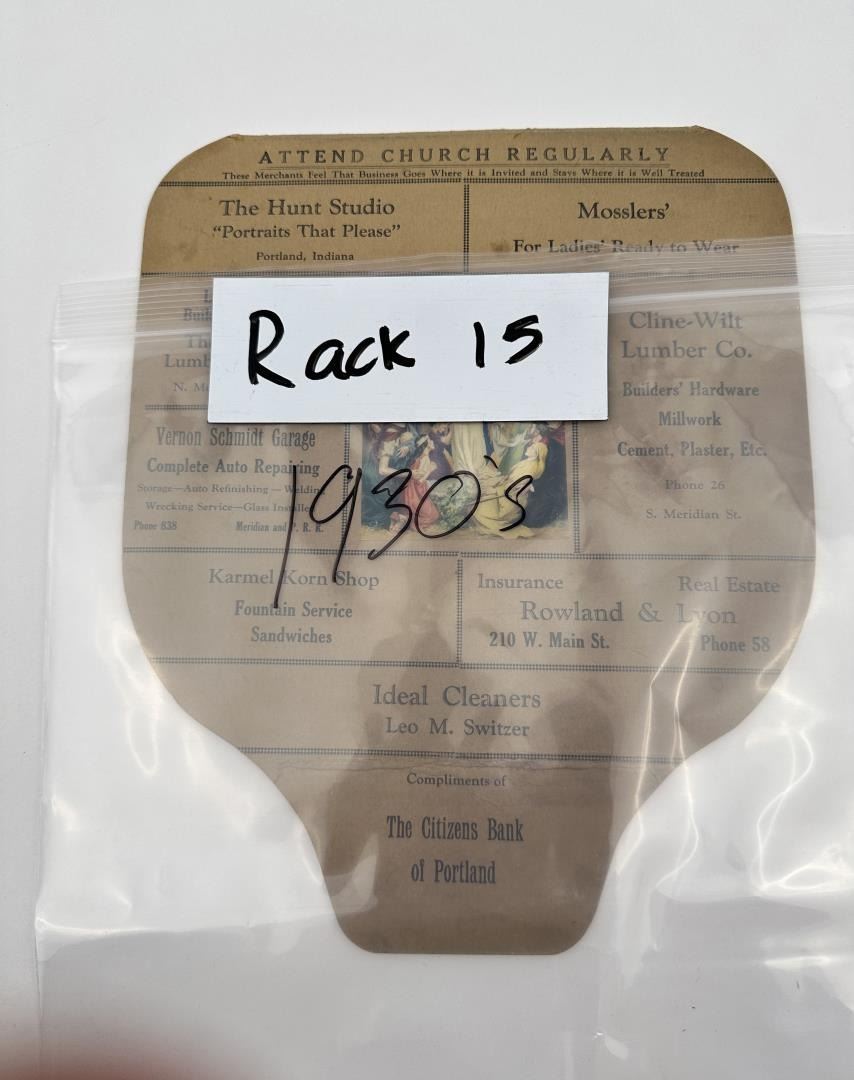 ATTEND CHURCH REGULARLY
These Merchants Feel That Business Goes Where it is Invited and Stays Where it is Well Treated
The Hunt Studio
"Portraits That Please"
Portland, Indiana
Mosslers'
For Ladies' Ready to Wear
Rack 15
N.
Cline-Wilt
Lumber Co.
Builders' Hardware
Millwork
Cement, Plaster, Etc.
Phone 26
S. Meridian St.
Vernon Schmidt Garage
Complete Auto Repairing
Storage—Auto Refinishing — Welding
Wrecking Service—Glass Installed
Phone 838 Meridian and P. R. R.
1930's
Karmel Korn Shop
Fountain Service
Sandwiches
Insurance Real Estate
Rowland & Lyon
210 W. Main St. Phone 58
Ideal Cleaners
Leo M. Switzer
Compliments of
The Citizens Bank
of Portland